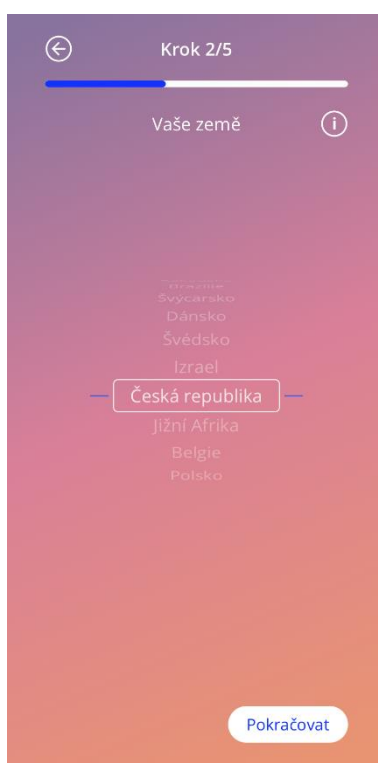 Krok 2/5
Vaše země
Švýcarsko
Dánsko
Švédsko
Izrael
Česká republika
Jižní Afrika
Belgie
Polsko
Pokračovat